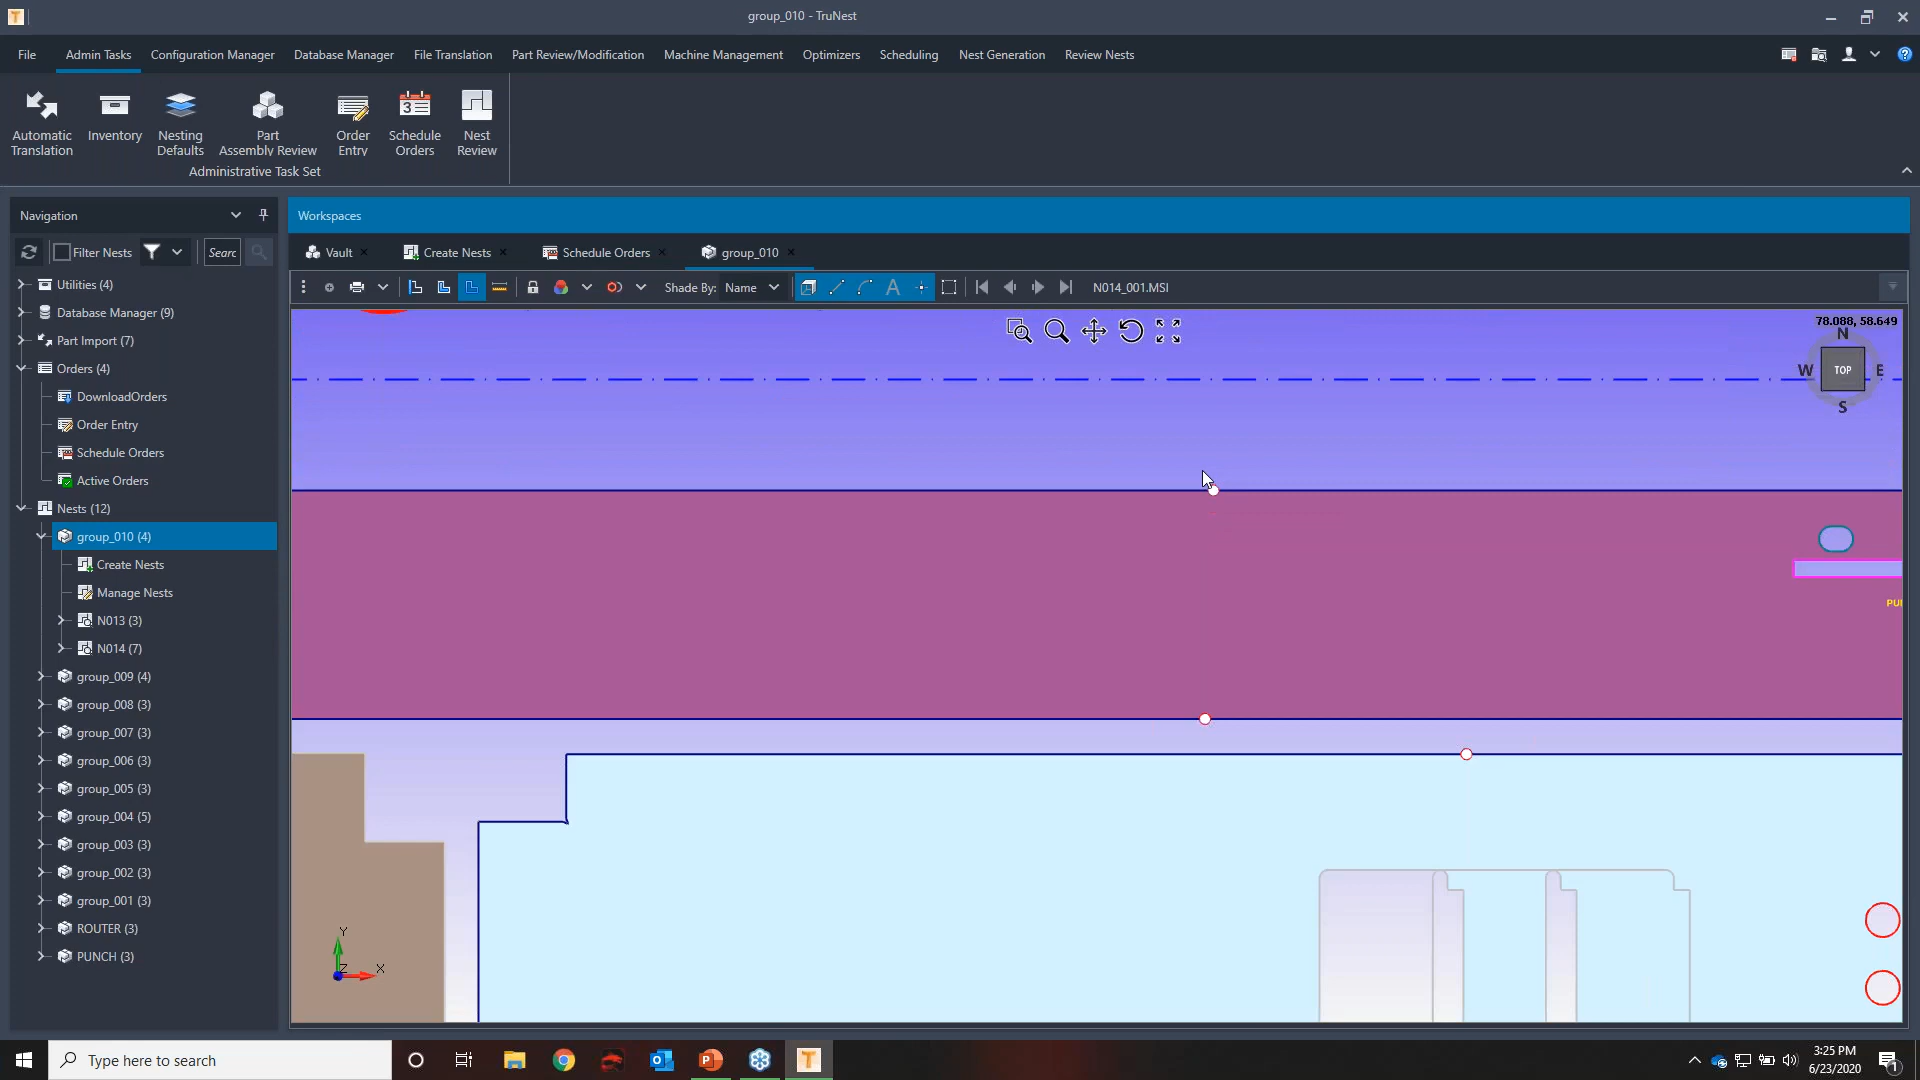 group_010 - TruNest
File
Admin Tasks
Configuration Manager
Database Manager
File Translation
Part Review/Modification
Machine Management
Optimizers
Scheduling
Nest Generation
Review Nests
Automatic
Translation
Inventory
Nesting
Defaults
Part
Assembly Review
Order
Entry
3
Schedule
Orders
Nest
Review
Administrative Task Set
Navigation
Workspaces
Filter Nests
Searc
Vault
Create Nests
Schedule Orders
group_010
Shade By:
Name
N014_001.MSI
Utilities (4)
Database Manager (9)
Part Import (7)
Orders (4)
DownloadOrders
Order Entry
Schedule Orders
Active Orders
Nests (12)
group_010 (4)
Create Nests
Manage Nests
N013 (3)
N014 (7)
group_009 (4)
group_008 (3)
group_007 (3)
group_006 (3)
group_005 (3)
group_004 (5)
group_003 (3)
group_002 (3)
group_001 (3)
ROUTER (3)
PUNCH (3)
78.088, 58.649
N
W
TOP
E
S
PUI
Y
Z
X
Type here to search
3:25 PM
6/23/2020
1